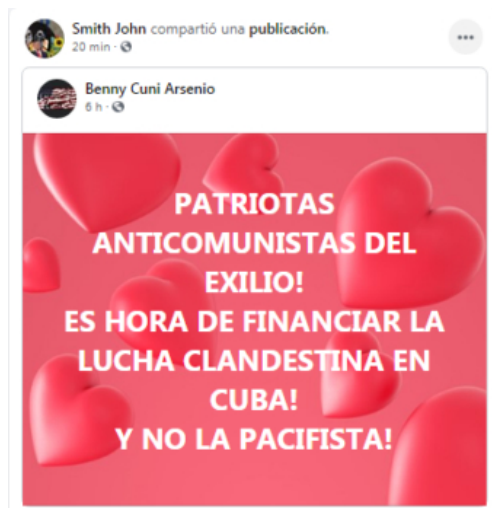 Smith John compartió una publicación.
20 min ·
Benny Cuni Arsenio
6 h ·
PATRIOTAS
ANTICOMUNISTAS DEL
EXILIO!
ES HORA DE FINANCIAR LA
LUCHA CLANDESTINA EN
CUBA!
Y NO LA PACIFISTA!